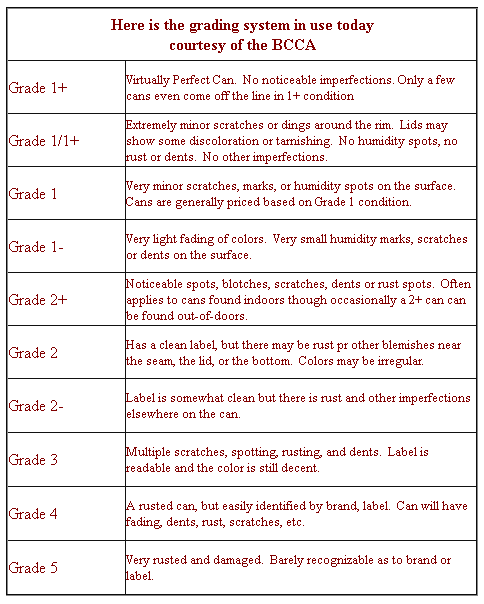 Here is the grading system in use today
courtesy of the BCCA
Grade 1+
Virtually Perfect Can. No noticeable imperfections. Only a few
cans even come off the line in 1+ condition
Grade 1/1+
Extremely minor scratches or dings around the rim. Lids may
show some discoloration or tarnishing. No humidity spots, no
rust or dents. No other imperfections.
Grade 1
Very minor scratches, marks, or humidity spots on the surface.
Cans are generally priced based on Grade 1 condition.
Grade 1-
Very light fading of colors. Very small humidity marks, scratches
or dents on the surface.
Grade 2+
Noticeable spots, blotches, scratches, dents or rust spots. Often
applies to cans found indoors though occasionally a 2+ can can
be found out-of-doors.
Grade 2
Has a clean label, but there may be rust pr other blemishes near
the seam, the lid, or the bottom. Colors may be irregular.
Grade 2-
Label is somewhat clean but there is rust and other imperfections
elsewhere on the can.
Grade 3
Multiple scratches, spotting, rusting, and dents. Label is
readable and the color is still decent.
Grade 4
A rusted can, but easily identified by brand, label. Can will have
fading, dents, rust, scratches, etc.
Grade 5
Very rusted and damaged. Barely recognizable as to brand or
label.